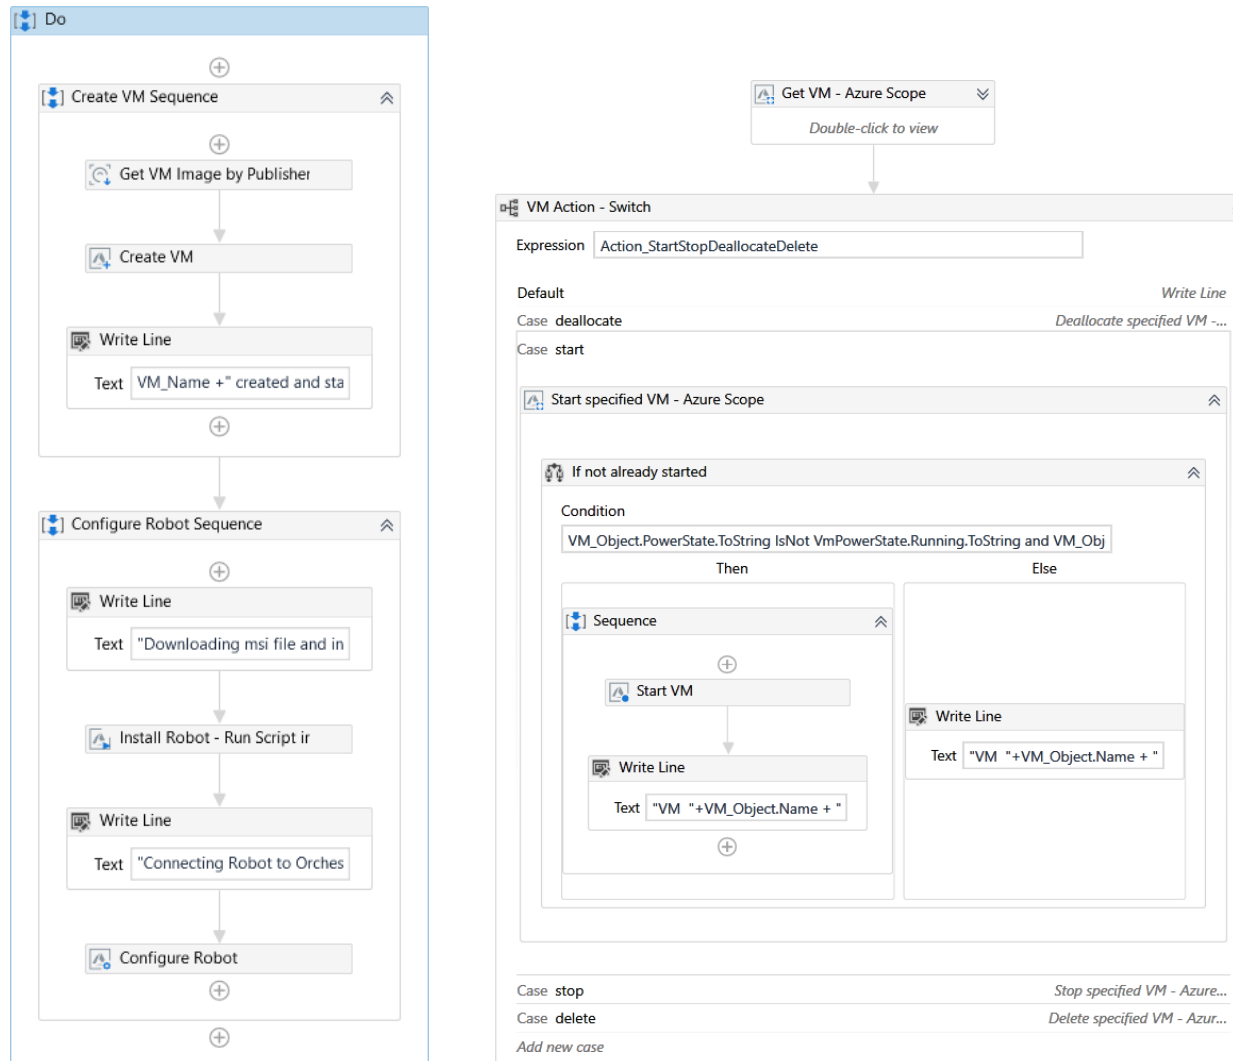 Do
Create VM Sequence
Get VM Image by Publisher
Create VM
Write Line
Text VM_Name +" created and sta
Configure Robot Sequence
Write Line
Text "Downloading msi file and in
Install Robot - Run Script ir
Write Line
Text "Connecting Robot to Orches
Configure Robot
Get VM - Azure Scope
Double-click to view
VM Action - Switch
Expression Action_StartStopDeallocateDelete
Default Write Line
Case deallocate Deallocate specified VM -...
Case start
Start specified VM - Azure Scope
If not already started
Condition
VM_Object.PowerState.ToString IsNot VmPowerState.Running.ToString and VM_Obj
Then Else
Sequence
Start VM
Write Line
Text "VM "+VM_Object.Name + "
Write Line
Text "VM "+VM_Object.Name + "
Case stop Stop specified VM - Azure...
Case delete Delete specified VM - Azur...
Add new case